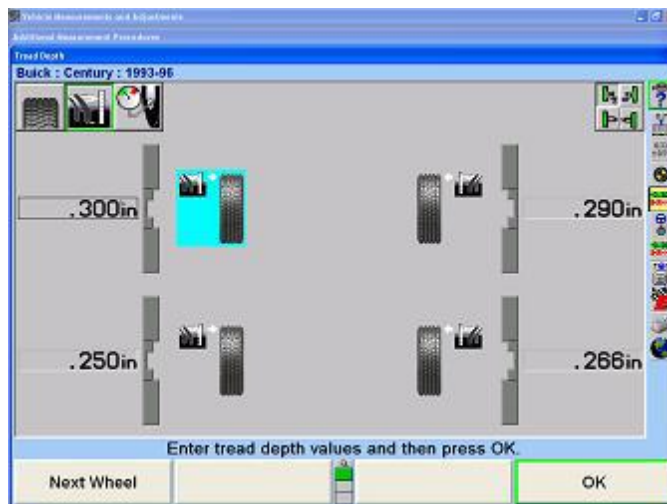 Vehicle Measurements and Adjustments
Additional Measurement Procedures
Tread Depth
Buick : Century : 1993-96
.300in
.290in
.250in
.266in
Enter tread depth values and then press OK.
Next Wheel
OK